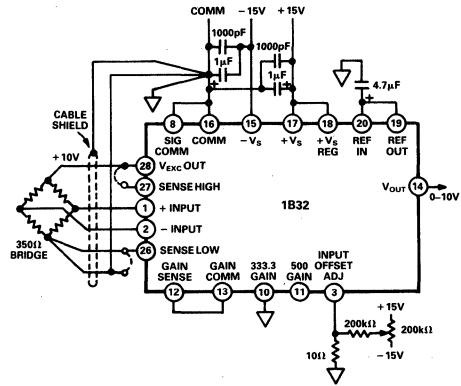 COMM −15V +15V
1000pF
1000pF
1µF
+
1µF
+
4.7µF
+
CABLE
SHIELD
8 16 15 17 18 20 19
SIG
COMM
COMM
−VS
+VS
+VS
REG
REF
IN
REF
OUT
+10V
28 VEXC OUT
27 SENSE HIGH
1 + INPUT
2 − INPUT
26 SENSE LOW
350Ω
BRIDGE
1B32
VOUT 14
0–10V
GAIN
SENSE
GAIN
COMM
333.3
GAIN
500
GAIN
INPUT
OFFSET
ADJ
12 13 10 11 3
+15V
200kΩ
200kΩ
10Ω
−15V